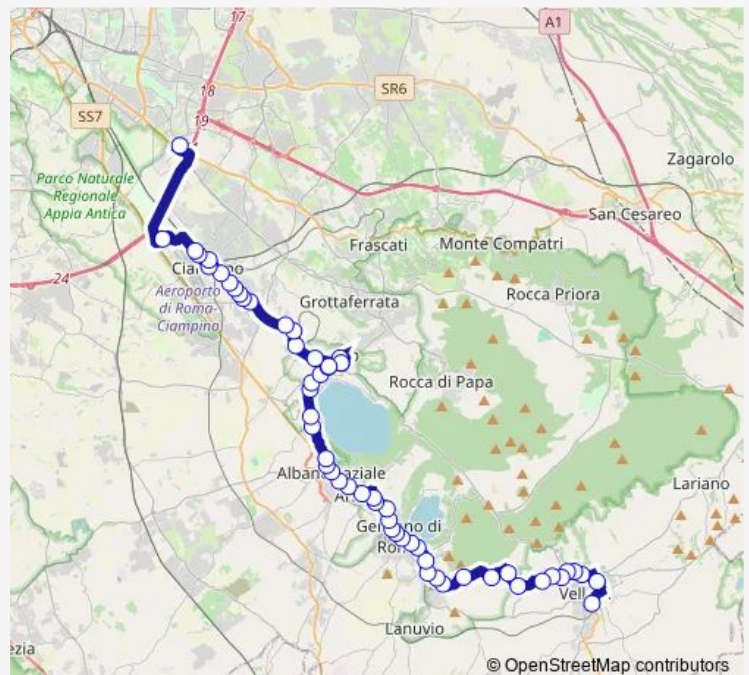 17
A1
18
SR6
19
SS7
Zagarolo
Parco Naturale
Regionale
Appia Antica
San Cesareo
Frascati
Monte Compatri
24
Aeroporto
di Roma-
Ciampino
Rocca Priora
Grottaferrata
Rocca di Papa
Lariano
Lanuvio
© OpenStreetMap contributors